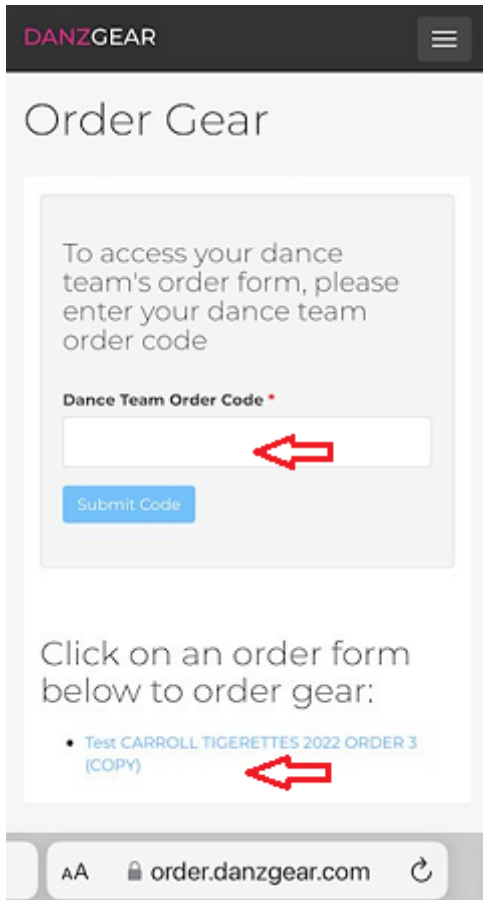 DANZGEAR
Order Gear
To access your dance
team's order form, please
enter your dance team
order code
Dance Team Order Code *
Submit Code
Click on an order form
below to order gear:
• Test CARROLL TIGERETTES 2022 ORDER 3
(COPY)
AA order.danzgear.com